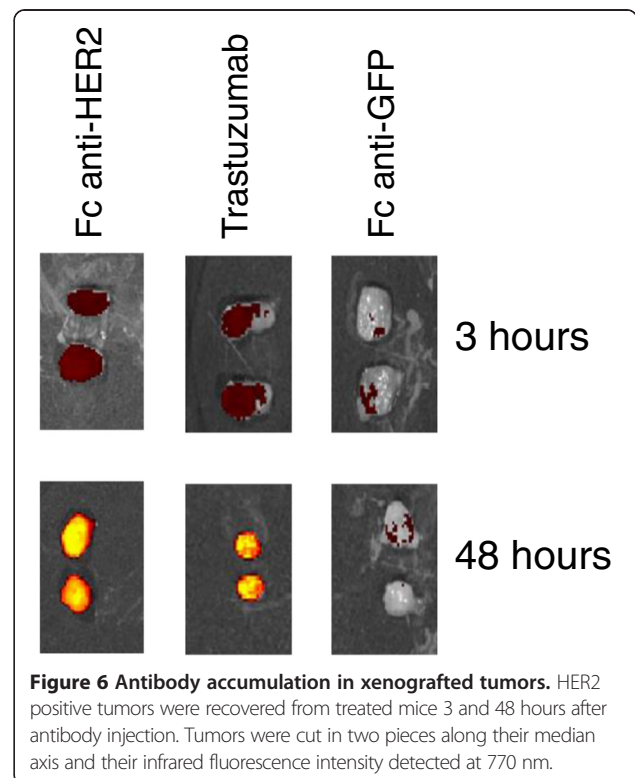 Fc anti-HER2
Trastuzumab
Fc anti-GFP
3 hours
48 hours
Figure 6 Antibody accumulation in xenografted tumors. HER2
positive tumors were recovered from treated mice 3 and 48 hours after
antibody injection. Tumors were cut in two pieces along their median
axis and their infrared fluorescence intensity detected at 770 nm.